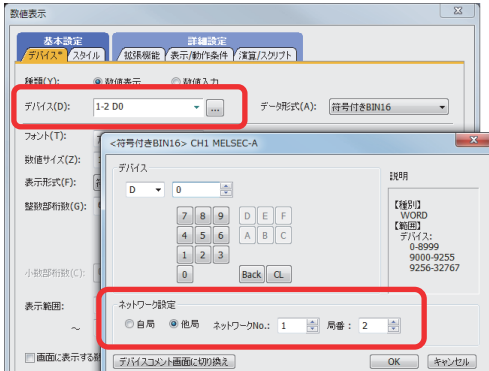 数値表示
基本設定
詳細設定
デバイス*
スタイル
拡張機能
表示/動作条件
演算/スクリプト
種類(Y):
数値表示
数値入力
デバイス(D):
1-2 D0
...
データ形式(A):
符号付きBIN16
フォント(T):
数値サイズ(Z):
表示形式(F):
整数部桁数(G):
小数部桁数(C):
表示範囲:
～
画面に表示する
<符号付きBIN16> CH1 MELSEC-A
デバイス
D
0
7 8 9 D E F
4 5 6 A B C
1 2 3
0 Back CL
説明
【種別】
WORD
【範囲】
デバイス:
0-8999
9000-9255
9256-32767
ネットワーク設定
自局
他局
ネットワークNo.:
1
局番:
2
デバイスコメント画面に切り換え
OK
キャンセル